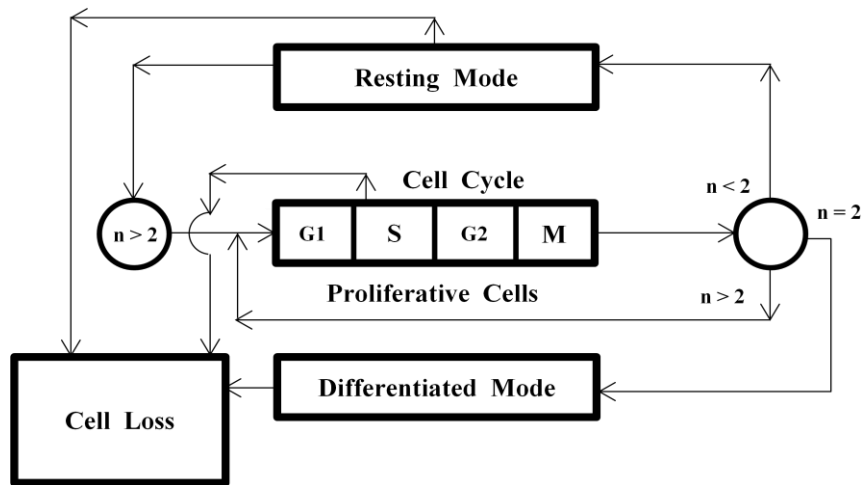 Resting Mode
Cell Cycle
n < 2
n = 2
n > 2
G1
S
G2
M
Proliferative Cells
n > 2
Differentiated Mode
Cell Loss